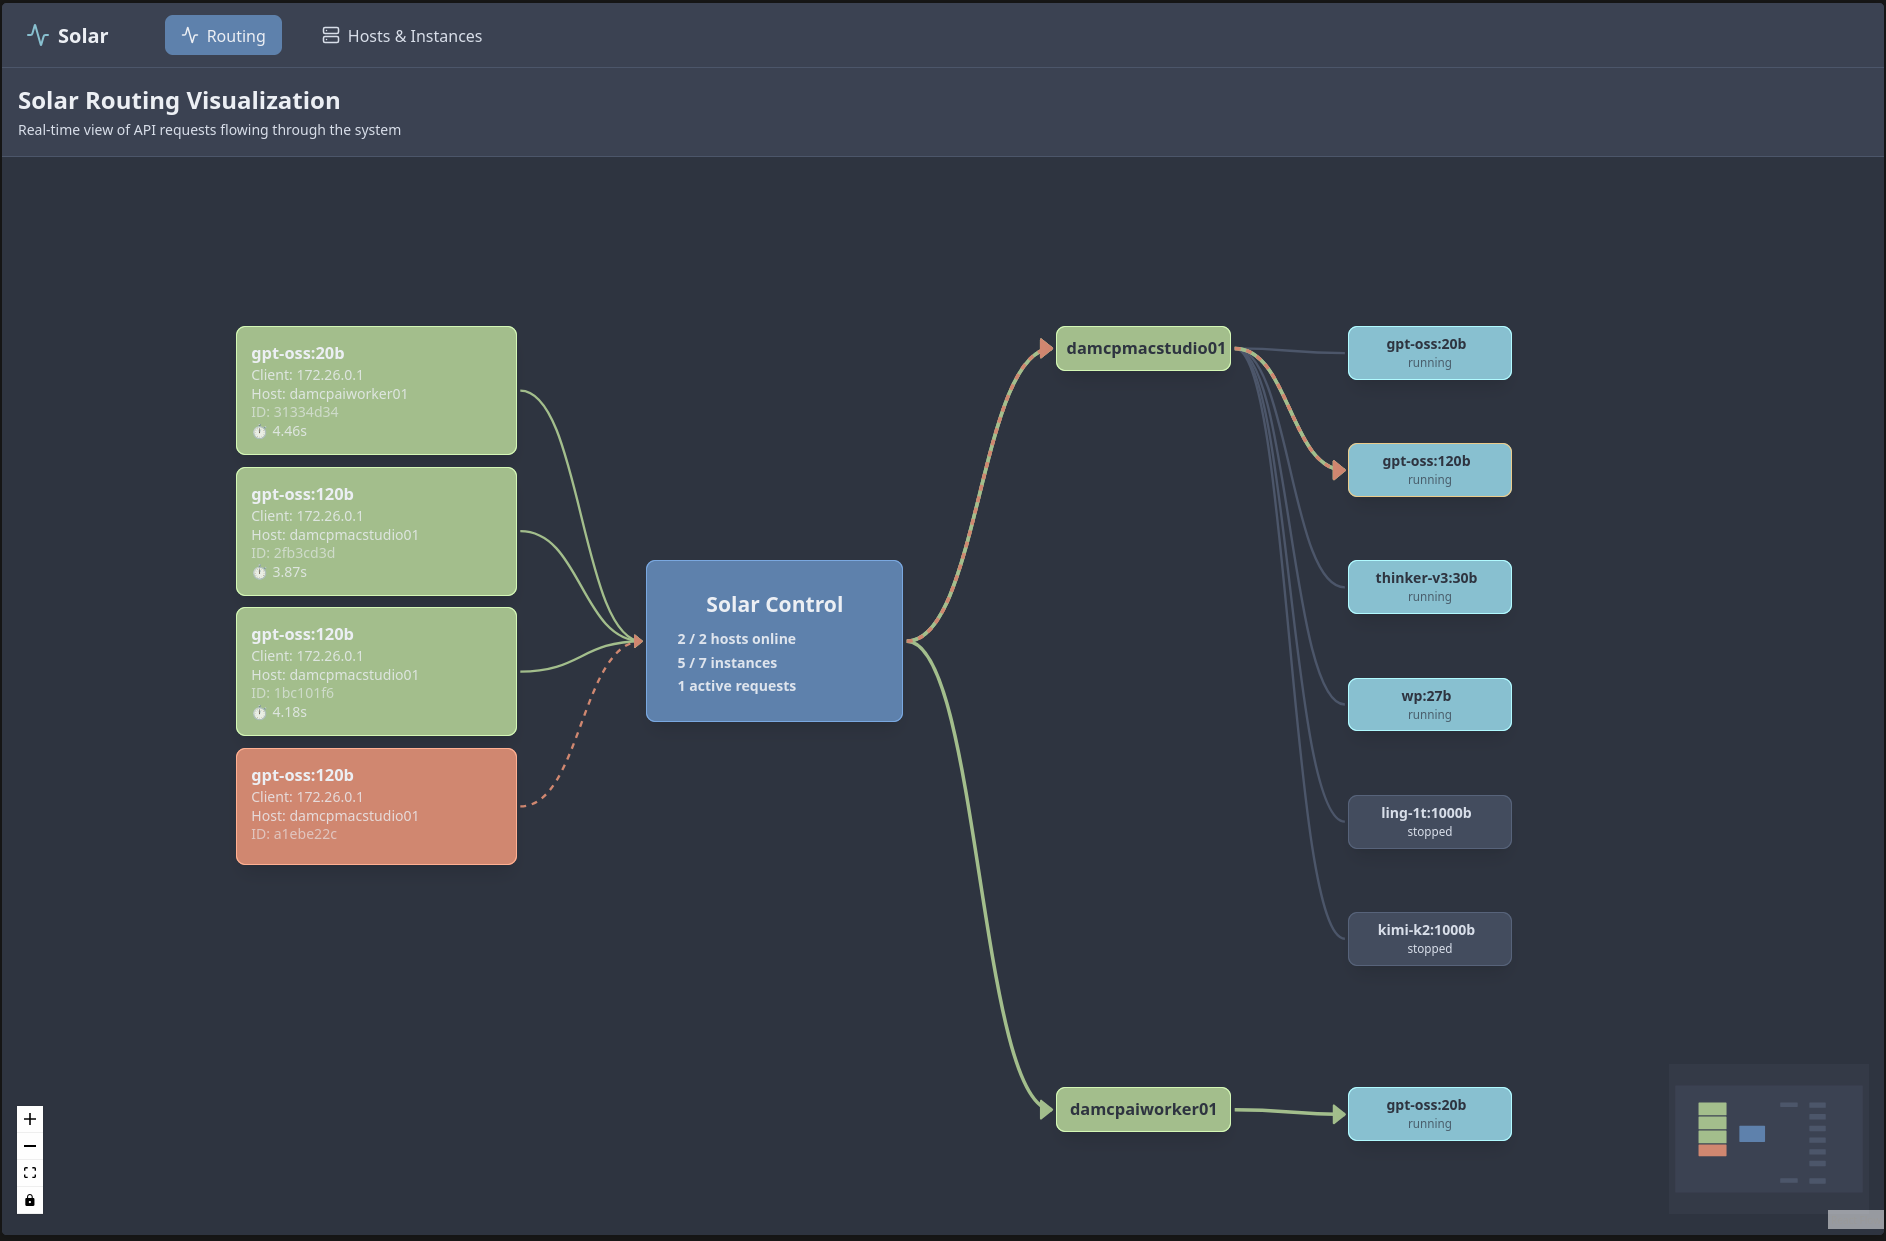 Solar
Routing
Hosts & Instances
Solar Routing Visualization
Real-time view of API requests flowing through the system
gpt-oss:20b
Client: 172.26.0.1
Host: damcpaiworker01
ID: 31334d34
4.46s
gpt-oss:120b
Client: 172.26.0.1
Host: damcpmacstudio01
ID: 2fb3cd3d
3.87s
gpt-oss:120b
Client: 172.26.0.1
Host: damcpmacstudio01
ID: 1bc101f6
4.18s
gpt-oss:120b
Client: 172.26.0.1
Host: damcpmacstudio01
ID: a1ebe22c
Solar Control
2 / 2 hosts online
5 / 7 instances
1 active requests
damcpmacstudio01
damcpaiworker01
gpt-oss:20b
running
gpt-oss:120b
running
thinker-v3:30b
running
wp:27b
running
ling-1t:1000b
stopped
kimi-k2:1000b
stopped
gpt-oss:20b
running